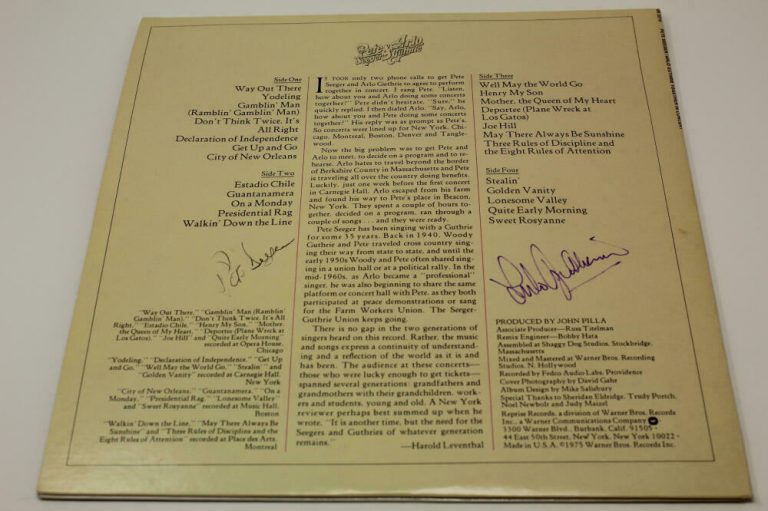 Pete Seeger
Arlo Guthrie
Side One
Way Out There
Yodeling
Gamblin' Man
(Ramblin' Gamblin' Man)
Don't Think Twice, It's
All Right
Declaration of Independence
Get Up and Go
City of New Orleans
Side Two
Estadio Chile
Guantanamera
On a Monday
Presidential Rag
Walkin' Down the Line
Pete Seeger
"Way Out There," "Gamblin' Man (Ramblin'
Gamblin' Man)," "Don't Think Twice, It's All
Right," "Estadio Chile," "Henry My Son," "Mother,
the Queen of My Heart," "Deportee (Plane Wreck at
Los Gatos)," "Joe Hill" and "Quite Early Morning"
recorded at Opera House,
Chicago
"Yodeling," "Declaration of Independence," "Get Up
and Go," "Well May the World Go," "Stealin'" and
"Golden Vanity" recorded at Carnegie Hall,
New York
"City of New Orleans," "Guantanamera," "On a
Monday," "Presidential Rag," "Lonesome Valley"
and "Sweet Rosyanne" recorded at Music Hall,
Boston
"Walkin' Down the Line," "May There Always Be
Sunshine" and "Three Rules of Discipline and the
Eight Rules of Attention" recorded at Place des Arts,
Montreal
IT TOOK only two phone calls to get Pete
Seeger and Arlo Guthrie to agree to perform
together in concert. I rang Pete. "Listen,
how about you and Arlo doing some concerts
together?" Pete didn't hesitate, "Sure," he
quickly replied. I then dialed Arlo. "Say, Arlo,
how about you and Pete doing some concerts
together?" His reply was as prompt as Pete's.
So concerts were lined up for New York, Chi-
cago, Montreal, Boston, Denver and Tangle-
wood.
Now the big problem was to get Pete and
Arlo to meet, to decide on a program and to re-
hearse. Arlo hates to travel beyond the border
of Berkshire County in Massachusetts and Pete
is traveling all over the country doing benefits.
Luckily, just one week before the first concert
in Carnegie Hall, Arlo escaped from his farm
and found his way to Pete's place in Beacon,
New York. They spent a couple of hours to-
gether, decided on a program, ran through a
couple of songs . . . and they were ready.
Pete Seeger has been singing with a Guthrie
for some 35 years. Back in 1940, Woody
Guthrie and Pete traveled cross country sing-
ing their way from state to state, and until the
early 1950s Woody and Pete often shared sing-
ing in a union hall or at a political rally. In the
mid-1960s, as Arlo became a "professional"
singer, he was also beginning to share the same
platform or concert hall with Pete, as they both
participated at peace demonstrations or sang
for the Farm Workers Union. The Seeger-
Guthrie Union keeps going.
There is no gap in the two generations of
singers heard on this record. Rather, the music
and songs express a continuity of understand-
ing and a reflection of the world as it is and
has been. The audience at these concerts—
those who were lucky enough to get tickets—
spanned several generations: grandfathers and
grandmothers with their grandchildren, work-
ers and students, young and old. A New York
reviewer perhaps best summed up when he
wrote, "It is another time, but the need for the
Seegers and Guthries of whatever generation
remains."
—Harold Leventhal
Side Three
Well May the World Go
Henry My Son
Mother, the Queen of My Heart
Deportee (Plane Wreck at
Los Gatos)
Joe Hill
May There Always Be Sunshine
Three Rules of Discipline and
the Eight Rules of Attention
Side Four
Stealin'
Golden Vanity
Lonesome Valley
Quite Early Morning
Sweet Rosyanne
Arlo Guthrie
PRODUCED BY JOHN PILLA
Associate Producer—Russ Titelman
Remix Engineer—Bobby Hata
Assembled at Shaggy Dog Studios, Stockbridge,
Massachusetts
Mixed and Mastered at Warner Bros. Recording
Studios, N. Hollywood
Recorded by Fedco Audio Labs, Providence
Cover Photography by David Gahr
Album Design by Mike Salisbury
Special Thanks to Sheridan Eldridge, Trudy Portch,
Noel Newbolt and Judy Maizel
Reprise Records, a division of Warner Bros. Records
Inc., a Warner Communications Company
3300 Warner Blvd., Burbank, Calif. 91505 •
44 East 50th Street, New York, New York 10022 •
Made in U.S.A. ©1975 Warner Bros. Records Inc.